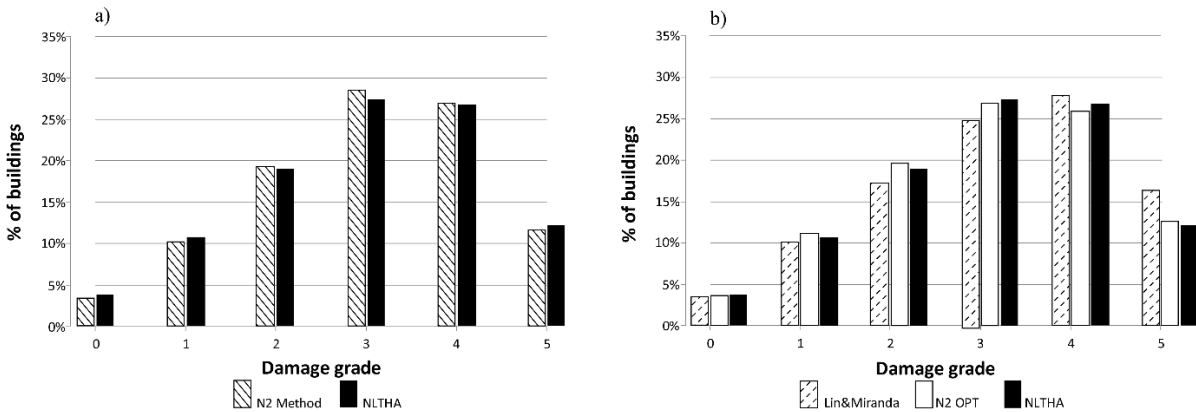 a)
35%
30%
25%
20%
15%
10%
5%
0%
% of buildings
0 1 2 3 4 5
Damage grade
N2 Method NLTHA
b)
35%
30%
25%
20%
15%
10%
5%
0%
% of buildings
0 1 2 3 4 5
Damage grade
Lin&Miranda N2 OPT NLTHA